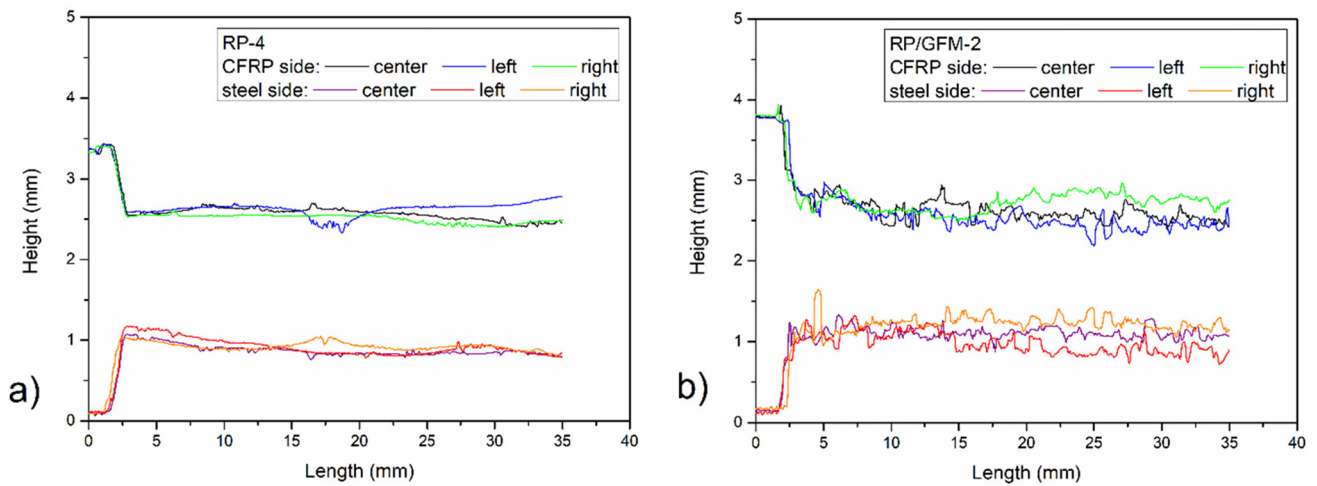 5
4
3
2
1
0
0 5 10 15 20 25 30 35 40
Height (mm)
Length (mm)
RP-4
CFRP side: center left right
steel side: center left right
a)
5
4
3
2
1
0
0 5 10 15 20 25 30 35 40
Height (mm)
Length (mm)
RP/GFM-2
CFRP side: center left right
steel side: center left right
b)